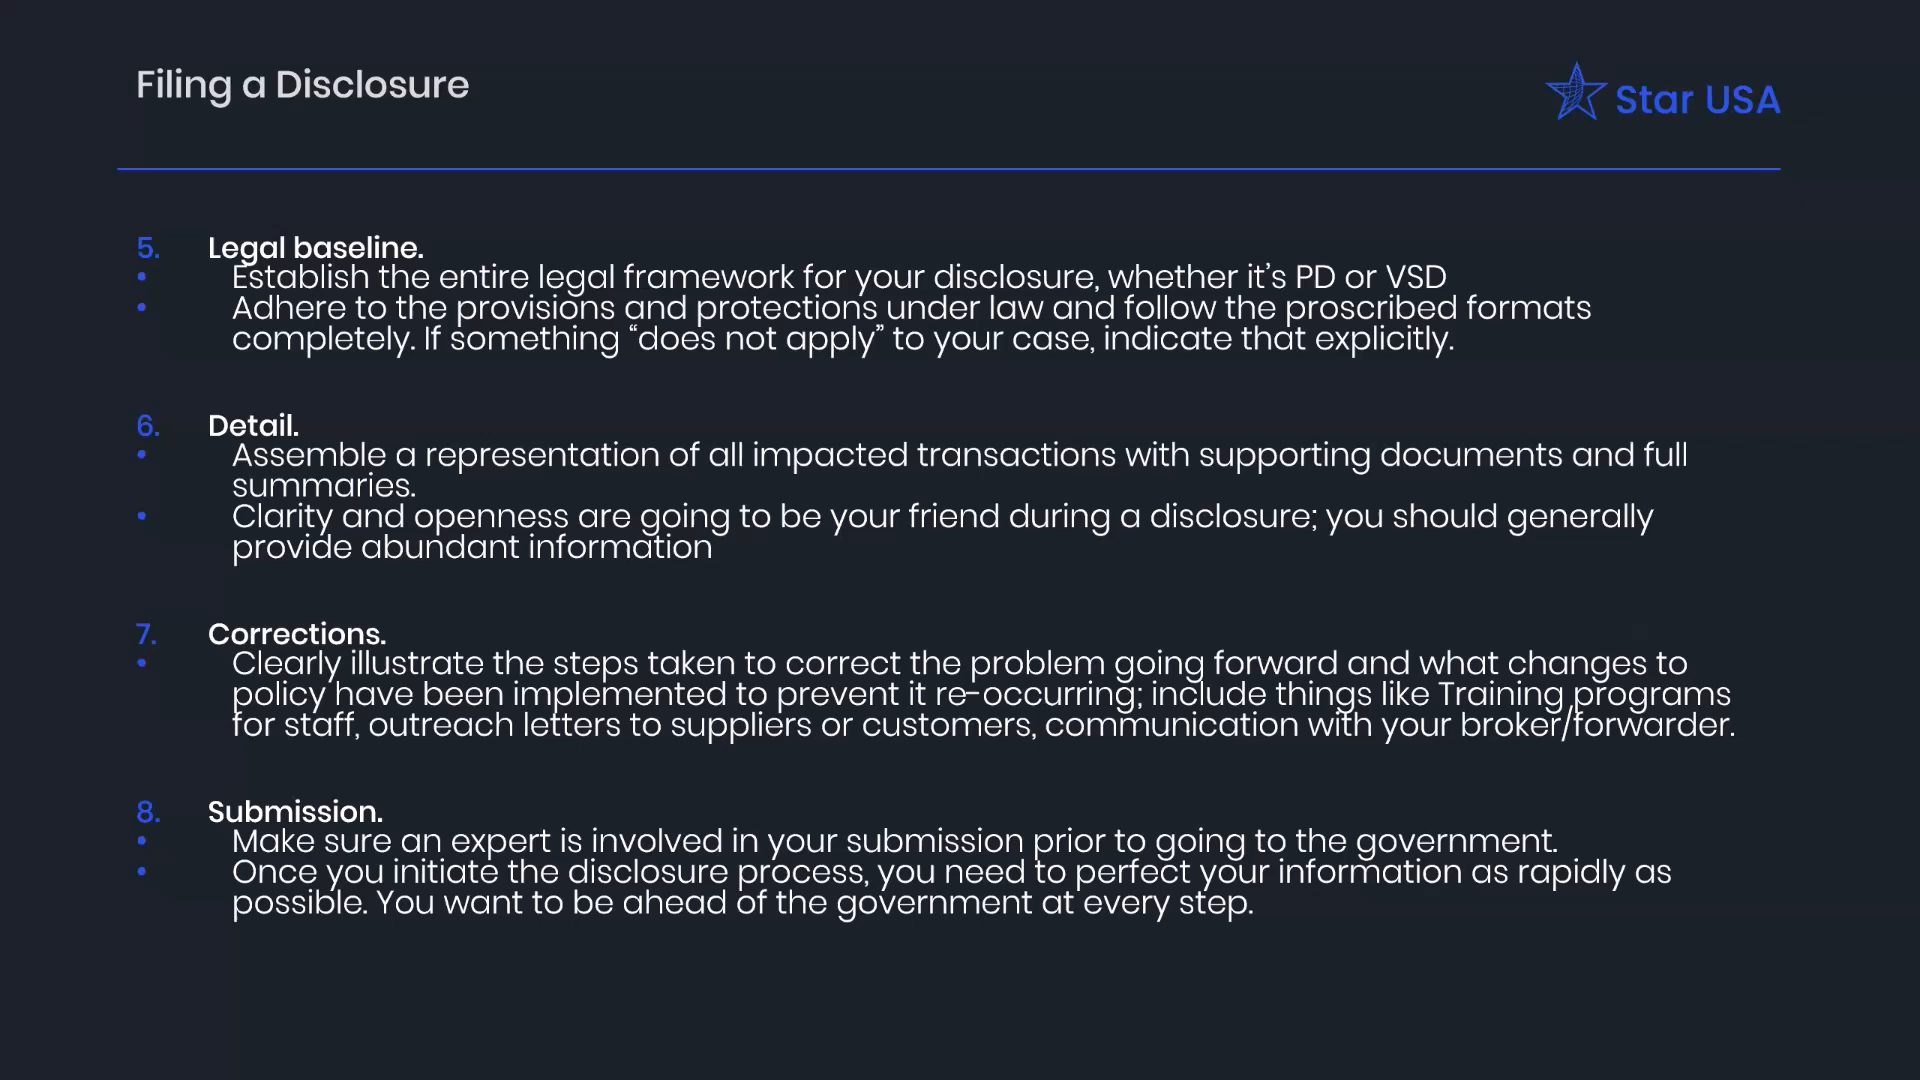 Filing a Disclosure
Star USA
5. Legal baseline.
• Establish the entire legal framework for your disclosure, whether it’s PD or VSD
• Adhere to the provisions and protections under law and follow the proscribed formats
completely. If something “does not apply” to your case, indicate that explicitly.
6. Detail.
• Assemble a representation of all impacted transactions with supporting documents and full
summaries.
• Clarity and openness are going to be your friend during a disclosure; you should generally
provide abundant information
7. Corrections.
• Clearly illustrate the steps taken to correct the problem going forward and what changes to
policy have been implemented to prevent it re-occurring; include things like Training programs
for staff, outreach letters to suppliers or customers, communication with your broker/forwarder.
8. Submission.
• Make sure an expert is involved in your submission prior to going to the government.
• Once you initiate the disclosure process, you need to perfect your information as rapidly as
possible. You want to be ahead of the government at every step.